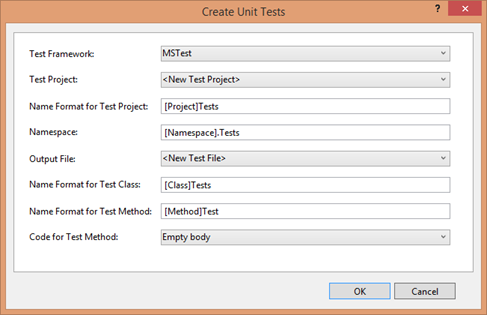 Create Unit Tests
? ×
Test Framework: MSTest
Test Project: <New Test Project>
Name Format for Test Project: [Project]Tests
Namespace: [Namespace].Tests
Output File: <New Test File>
Name Format for Test Class: [Class]Tests
Name Format for Test Method: [Method]Test
Code for Test Method: Empty body
OK Cancel